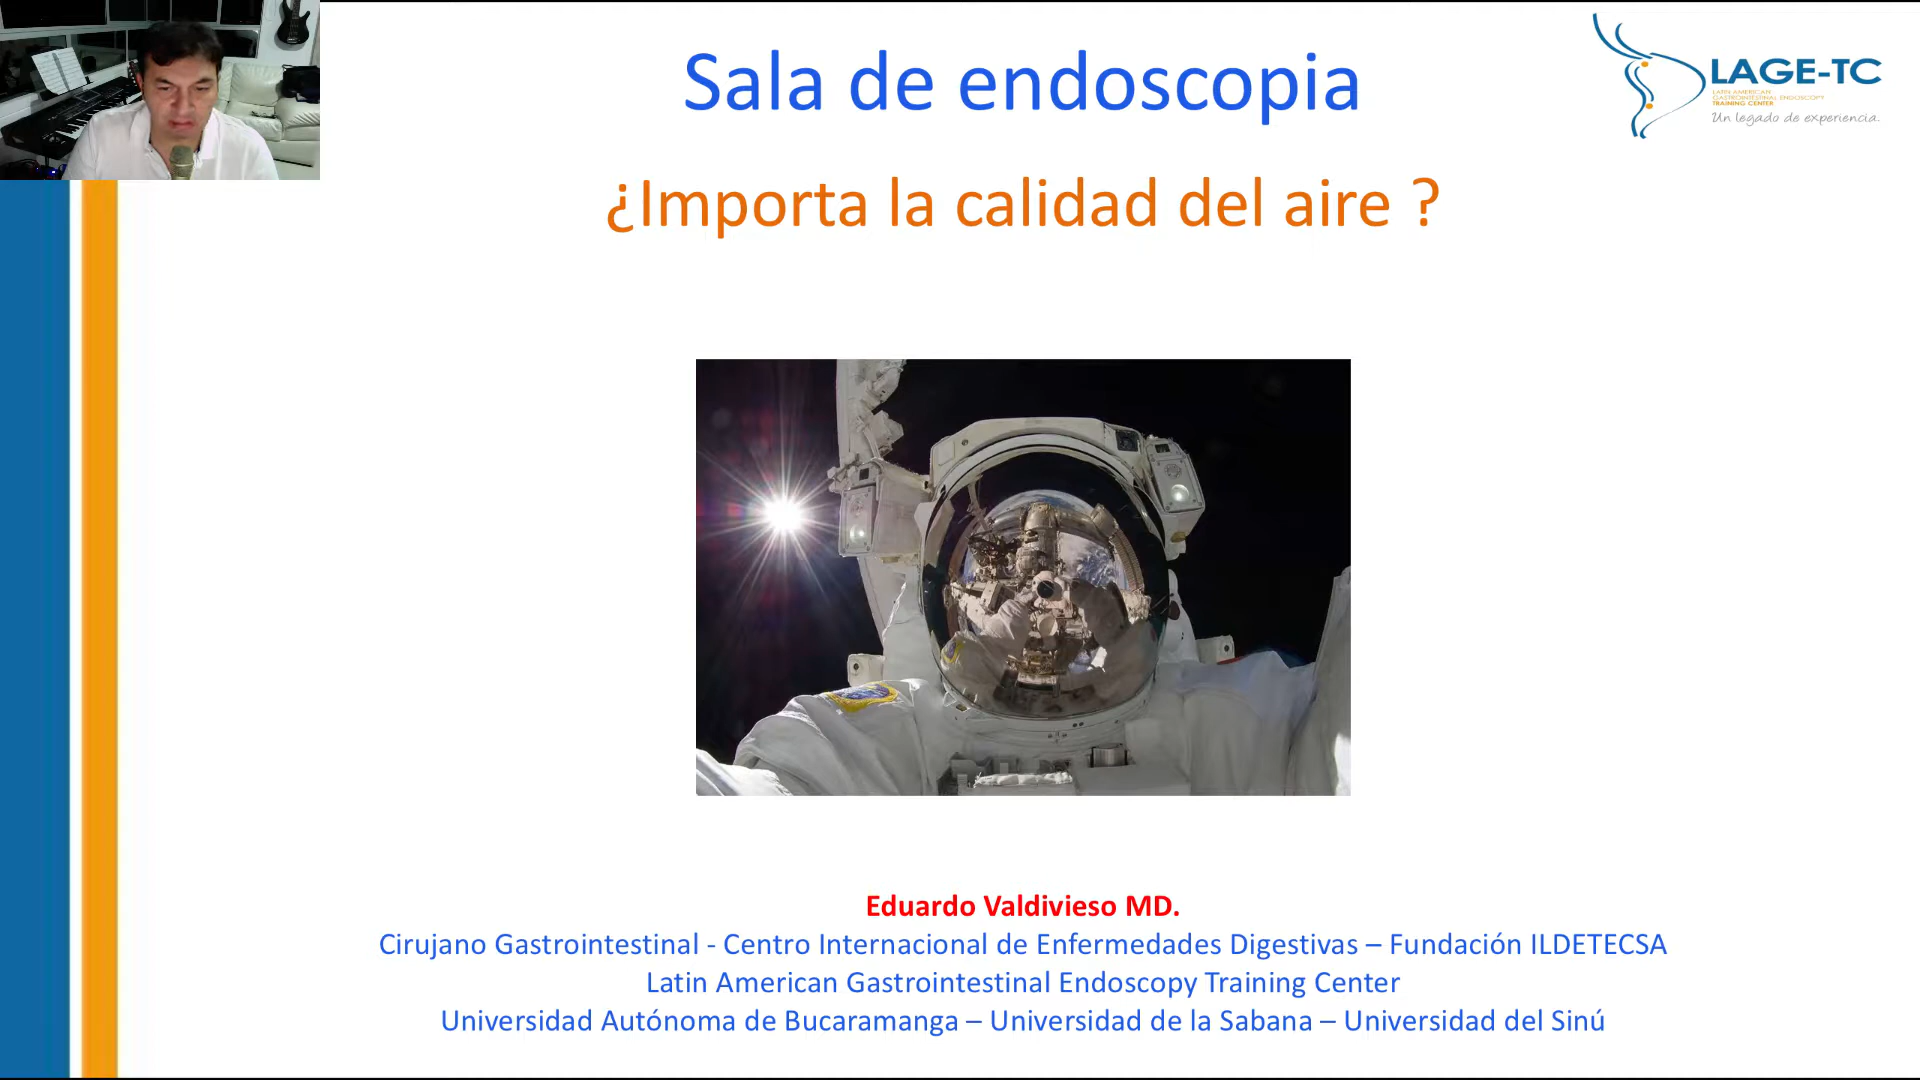 Sala de endoscopia
LAGE-TC
LATIN AMERICAN
GASTROINTESTINAL ENDOSCOPY
TRAINING CENTER
Un legado de experiencia.
¿Importa la calidad del aire ?
Eduardo Valdivieso MD.
Cirujano Gastrointestinal - Centro Internacional de Enfermedades Digestivas – Fundación ILDETECSA
Latin American Gastrointestinal Endoscopy Training Center
Universidad Autónoma de Bucaramanga – Universidad de la Sabana – Universidad del Sinú